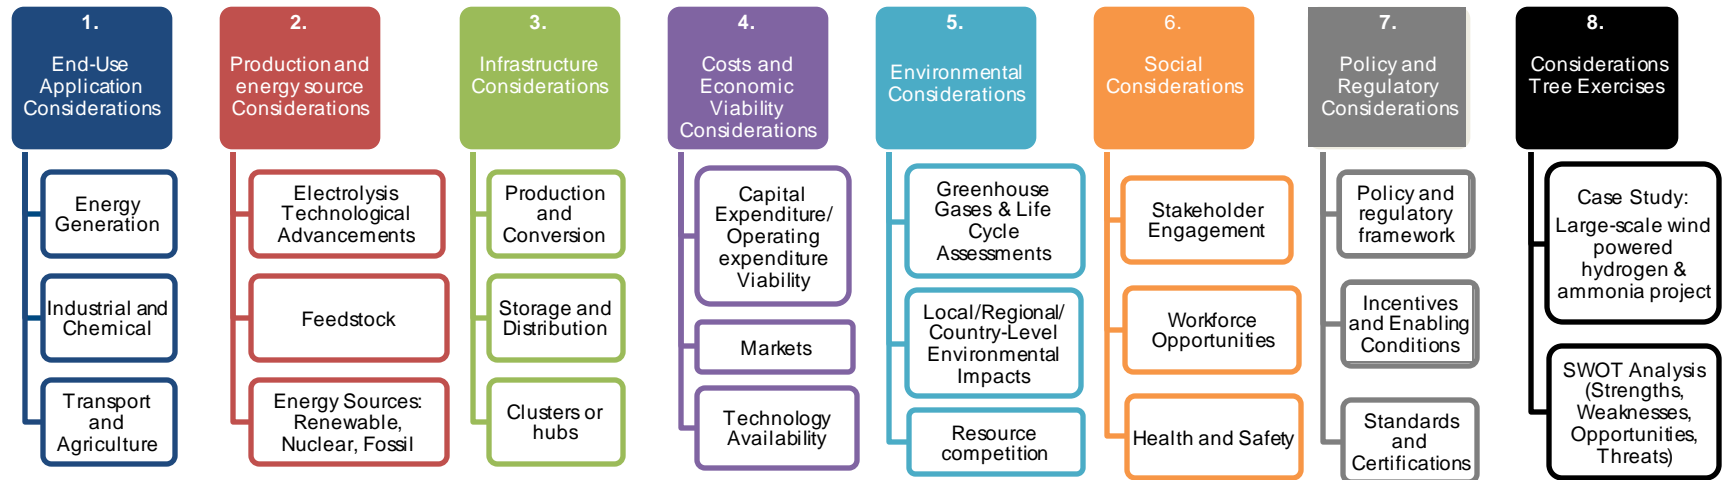 1.
End-Use
Application
Considerations
Energy
Generation
Industrial and
Chemical
Transport
and
Agriculture
2.
Production and
energy source
Considerations
Electrolysis
Technological
Advancements
Feedstock
Energy Sources:
Renewable,
Nuclear, Fossil
3.
Infrastructure
Considerations
Production
and
Conversion
Storage and
Distribution
Clusters or
hubs
4.
Costs and
Economic
Viability
Considerations
Capital
Expenditure/
Operating
expenditure
Viability
Markets
Technology
Availability
5.
Environmental
Considerations
Greenhouse
Gases & Life
Cycle
Assessments
Local/Regional/
Country-Level
Environmental
Impacts
Resource
competition
6.
Social
Considerations
Stakeholder
Engagement
Workforce
Opportunities
Health and Safety
7.
Policy and
Regulatory
Considerations
Policy and
regulatory
framework
Incentives
and Enabling
Conditions
Standards
and
Certifications
8.
Considerations
Tree Exercises
Case Study:
Large-scale wind
powered
hydrogen &
ammonia project
SWOT Analysis
(Strengths,
Weaknesses,
Opportunities,
Threats)